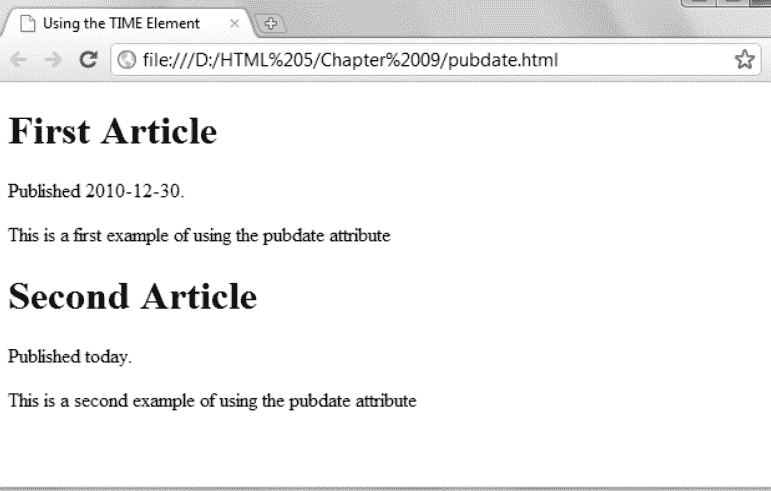 Using the TIME Element
file:///D:/HTML%205/Chapter%2009/pubdate.html
First Article
Published 2010-12-30.
This is a first example of using the pubdate attribute
Second Article
Published today.
This is a second example of using the pubdate attribute